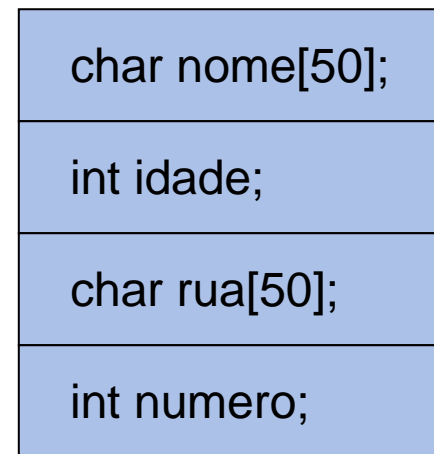 char nome[50];
int idade;
char rua[50];
int numero;